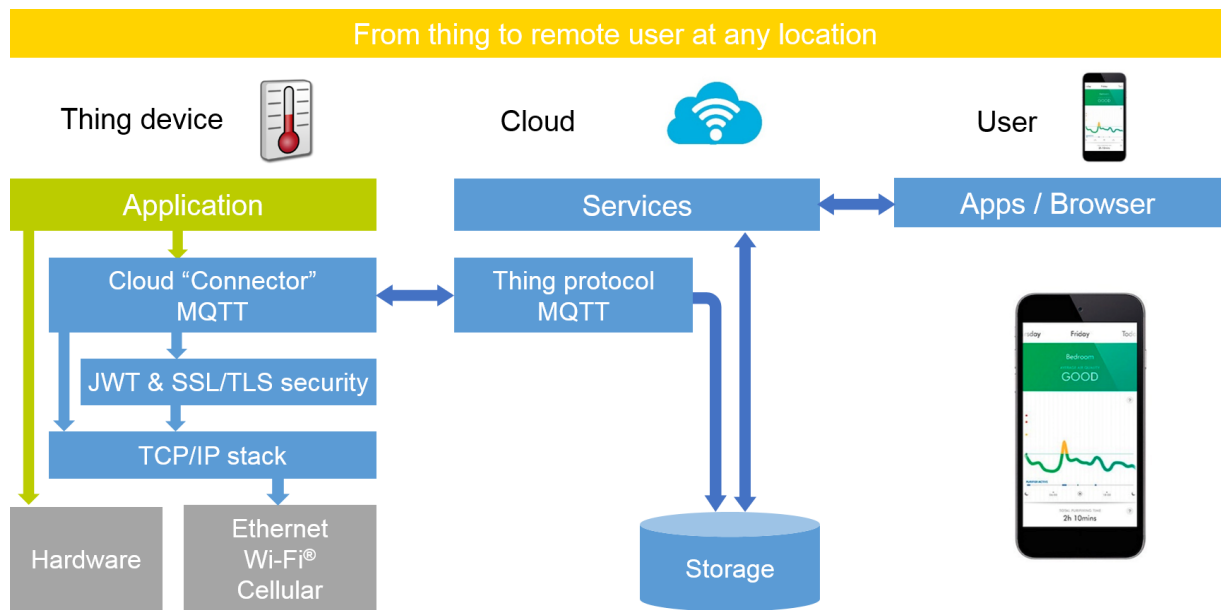 From thing to remote user at any location
Thing device
Cloud
User
Application
Services
Apps / Browser
Cloud “Connector”
MQTT
Thing protocol
MQTT
JWT & SSL/TLS security
TCP/IP stack
Hardware
Ethernet
Wi-Fi®
Cellular
Storage
rsday Friday Toda
Bedroom
GOOD
2h 10mins